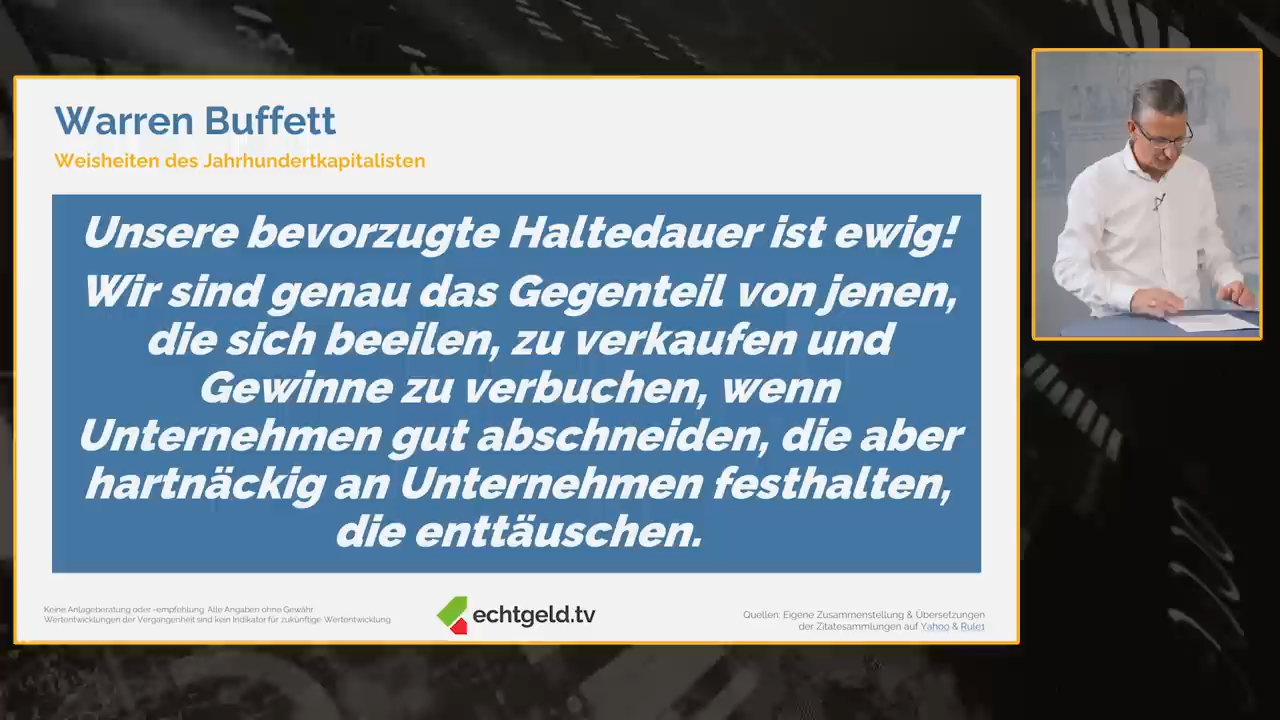 Warren Buffett
Weisheiten des Jahrhundertkapitalisten
Unsere bevorzugte Haltedauer ist ewig!
Wir sind genau das Gegenteil von jenen,
die sich beeilen, zu verkaufen und
Gewinne zu verbuchen, wenn
Unternehmen gut abschneiden, die aber
hartnäckig an Unternehmen festhalten,
die enttäuschen.
Keine Anlageberatung oder -empfehlung. Alle Angaben ohne Gewähr.
Wertentwicklungen der Vergangenheit sind kein Indikator für zukünftige Wertentwicklung.
echtgeld.tv
Quellen: Eigene Zusammenstellung & Übersetzungen
der Zitatesammlungen auf Yahoo & Rule1